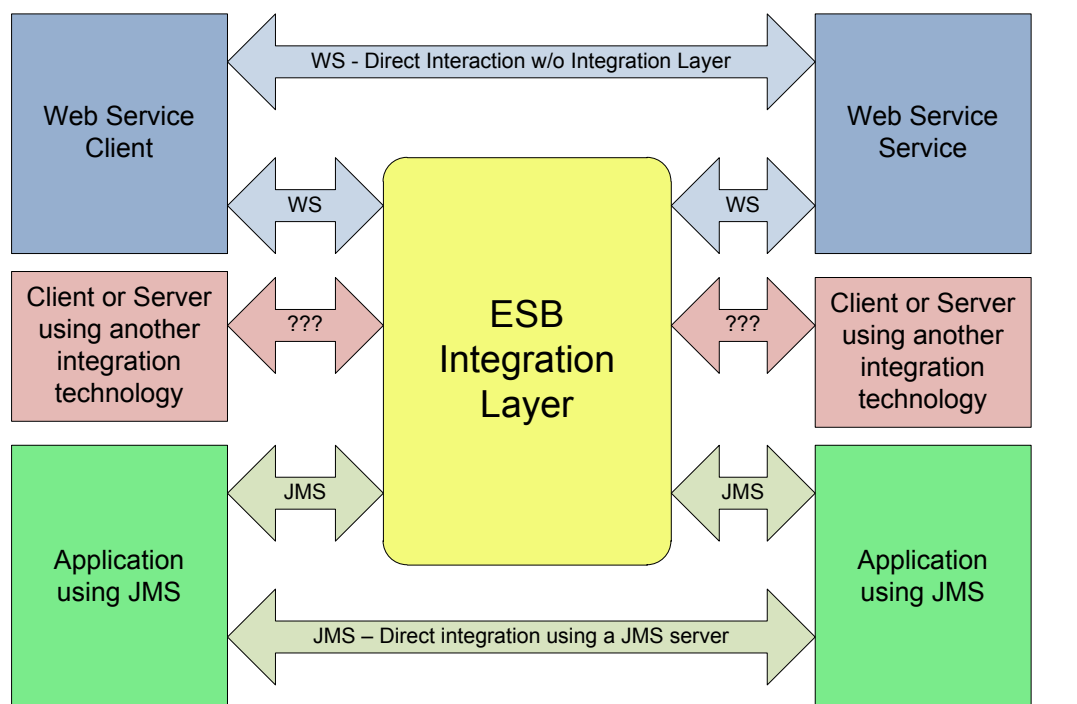 WS - Direct Interaction w/o Integration Layer
Web Service
Client
Web Service
Service
WS
WS
Client or Server
using another
integration
technology
???
ESB
Integration
Layer
???
Client or Server
using another
integration
technology
JMS
JMS
Application
using JMS
Application
using JMS
JMS – Direct integration using a JMS server